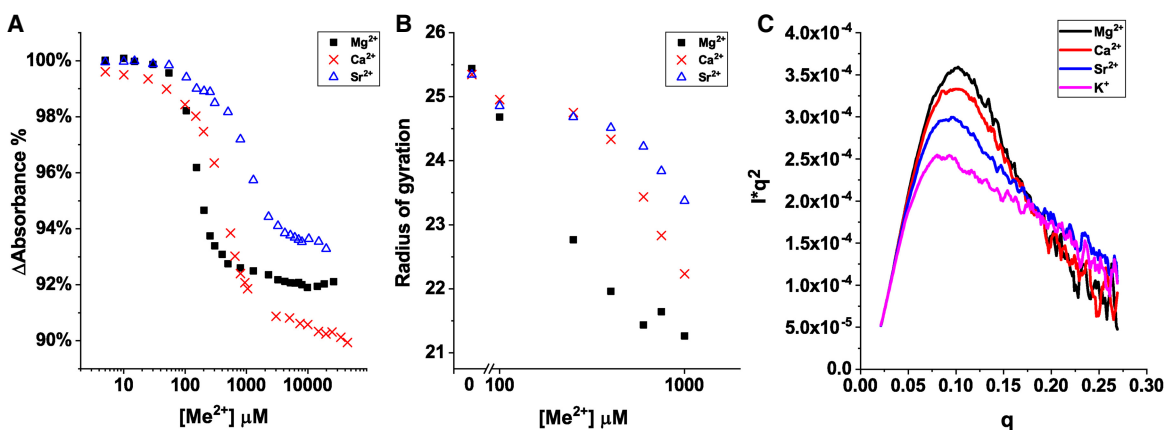 A
ΔAbsorbance %
100%
98%
96%
94%
92%
90%
Mg²⁺
Ca²⁺
Sr²⁺
10
100
1000
10000
[Me²⁺] μM
B
Radius of gyration
26
25
24
23
22
21
Mg²⁺
Ca²⁺
Sr²⁺
0
100
1000
[Me²⁺] μM
C
I*q2
4.0x10⁻⁴
3.5x10⁻⁴
3.0x10⁻⁴
2.5x10⁻⁴
2.0x10⁻⁴
1.5x10⁻⁴
1.0x10⁻⁴
5.0x10⁻⁵
0.0
Mg²⁺
Ca²⁺
Sr²⁺
K⁺
0.00
0.05
0.10
0.15
0.20
0.25
0.30
q